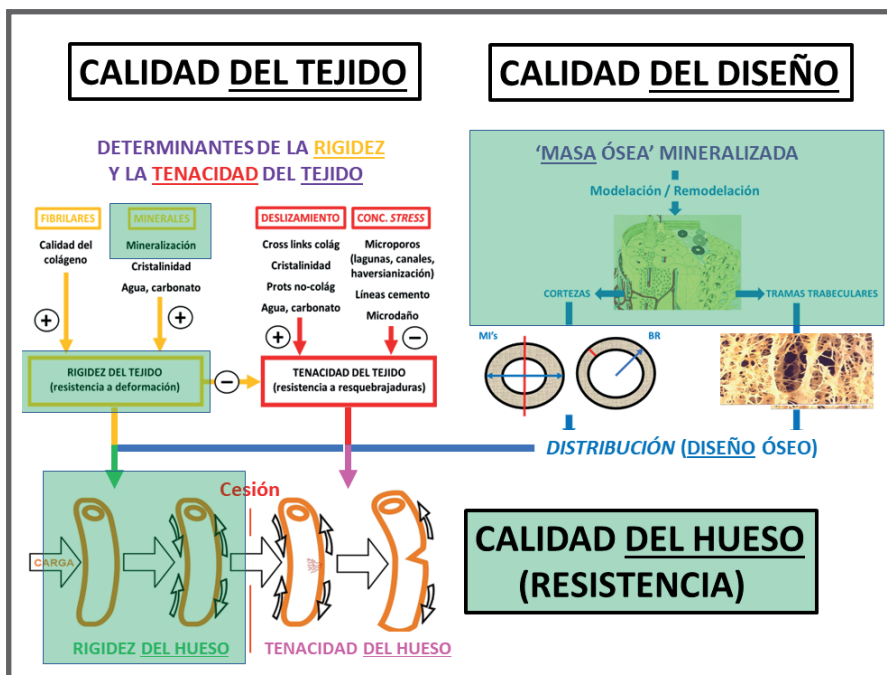 CALIDAD DEL TEJIDO
CALIDAD DEL DISEÑO
DETERMINANTES DE LA RIGIDEZ
Y LA TENACIDAD DEL TEJIDO
FIBRILARES
Calidad del
colágeno
MINERALES
Mineralización
Cristalinidad
Agua, carbonato
DESLIZAMIENTO
Cross links colág
Cristalinidad
Prots no-colág
Agua, carbonato
CONC. STRESS
Microporos
(lagunas, canales,
haversianización)
Líneas cemento
Microdaño
+
+
+
−
RIGIDEZ DEL TEJIDO
(resistencia a deformación)
−
TENACIDAD DEL TEJIDO
(resistencia a resquebrajaduras)
'MASA ÓSEA' MINERALIZADA
Modelación / Remodelación
CORTEZAS
TRAMAS TRABECULARES
MI's
BR
DISTRIBUCIÓN (DISEÑO ÓSEO)
Cesión
CARGA
RIGIDEZ DEL HUESO
TENACIDAD DEL HUESO
CALIDAD DEL HUESO
(RESISTENCIA)